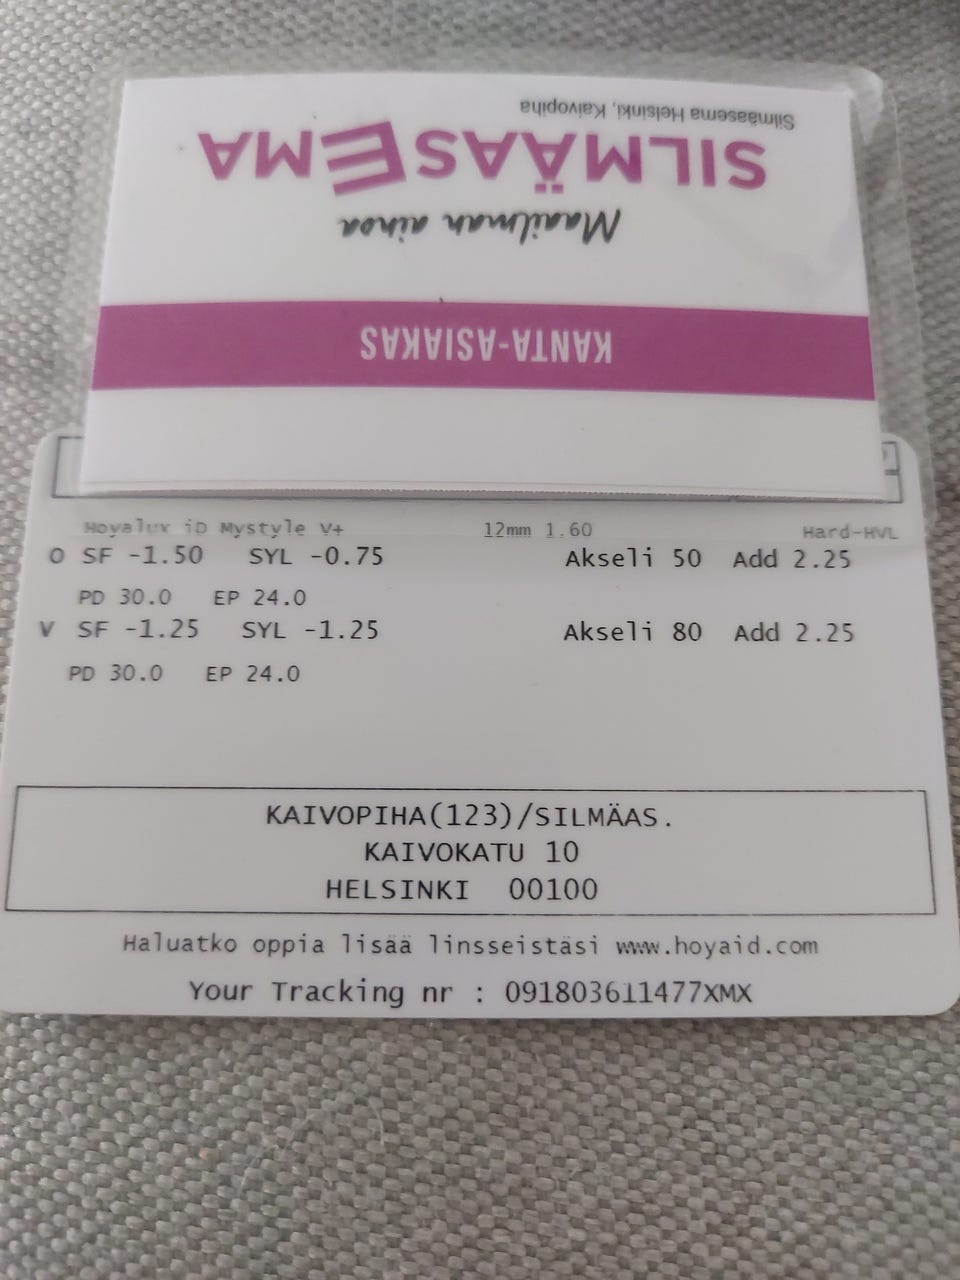 Silmäasema Helsinki, Kaivopiha
SILMÄASEMA
Maailman ainoa
KANTA-ASIAKAS
Hoyalux iD Mystyle V+ 12mm 1.60 Hard-HVL
O SF -1.50 SYL -0.75 Akseli 50 Add 2.25
PD 30.0 EP 24.0
V SF -1.25 SYL -1.25 Akseli 80 Add 2.25
PD 30.0 EP 24.0
KAIVOPIHA(123)/SILMÄAS.
KAIVOKATU 10
HELSINKI 00100
Haluatko oppia lisää linsseistäsi www.hoyaid.com
Your Tracking nr : 091803611477XMX